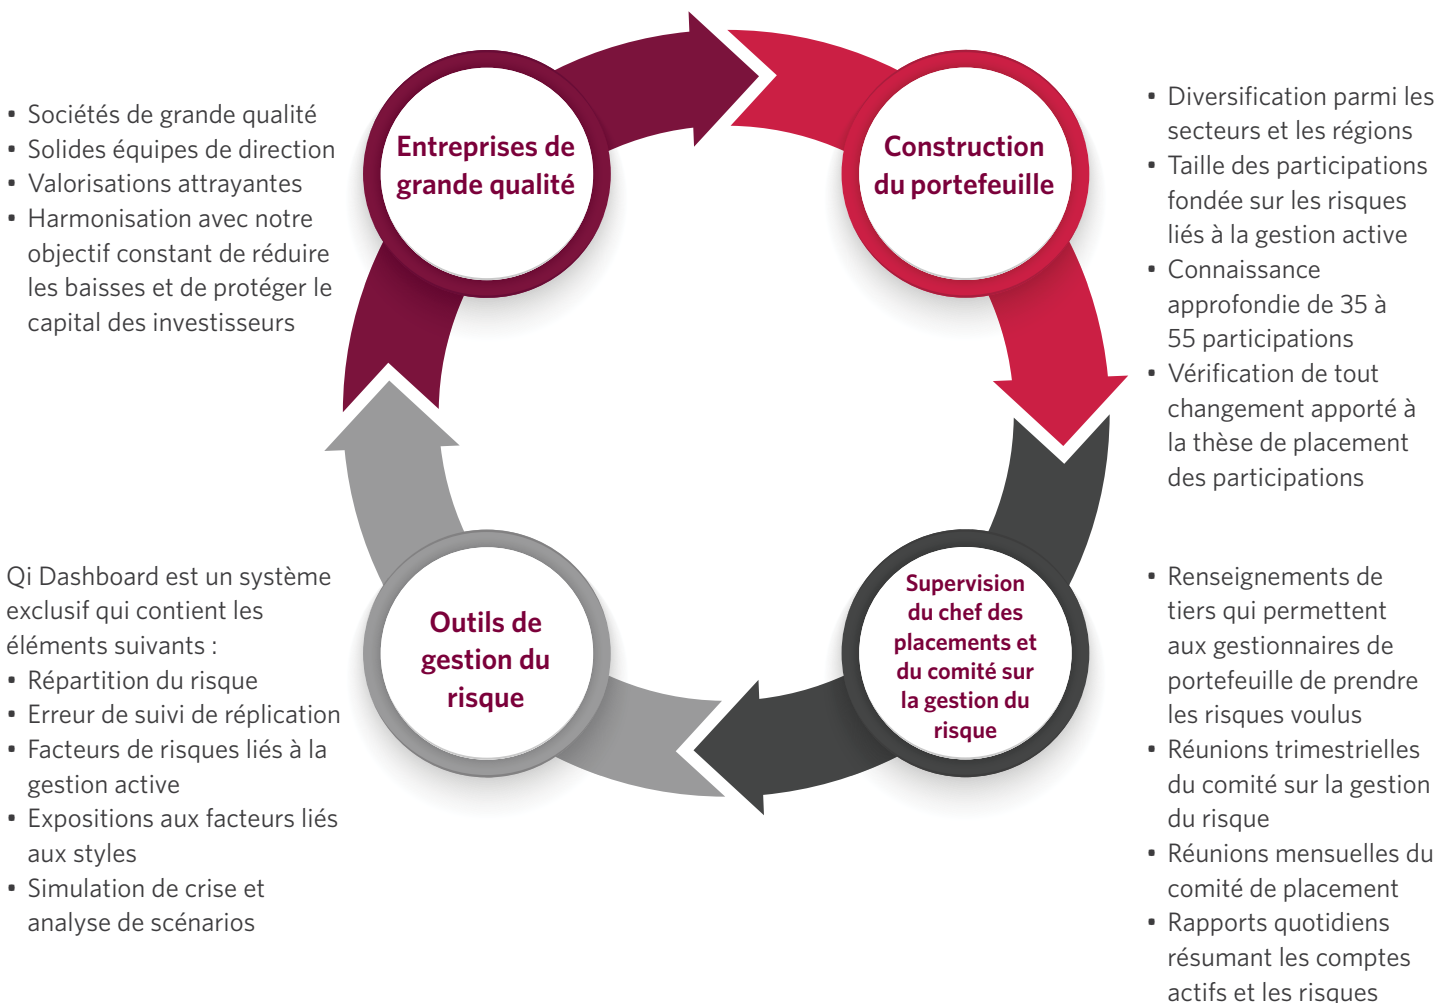 • Sociétés de grande qualité
• Solides équipes de direction
• Valorisations attrayantes
• Harmonisation avec notre
objectif constant de réduire
les baisses et de protéger le
capital des investisseurs
Entreprises de
grande qualité
Construction
du portefeuille
• Diversification parmi les
secteurs et les régions
• Taille des participations
fondée sur les risques
liés à la gestion active
• Connaissance
approfondie de 35 à
55 participations
• Vérification de tout
changement apporté à
la thèse de placement
des participations
Qi Dashboard est un système
exclusif qui contient les
éléments suivants :
• Répartition du risque
• Erreur de suivi de réplication
• Facteurs de risques liés à la
gestion active
• Expositions aux facteurs liés
aux styles
• Simulation de crise et
analyse de scénarios
Outils de
gestion du
risque
Supervision
du chef des
placements et
du comité sur
la gestion du
risque
• Renseignements de
tiers qui permettent
aux gestionnaires de
portefeuille de prendre
les risques voulus
• Réunions trimestrielles
du comité sur la gestion
du risque
• Réunions mensuelles du
comité de placement
• Rapports quotidiens
résumant les comptes
actifs et les risques